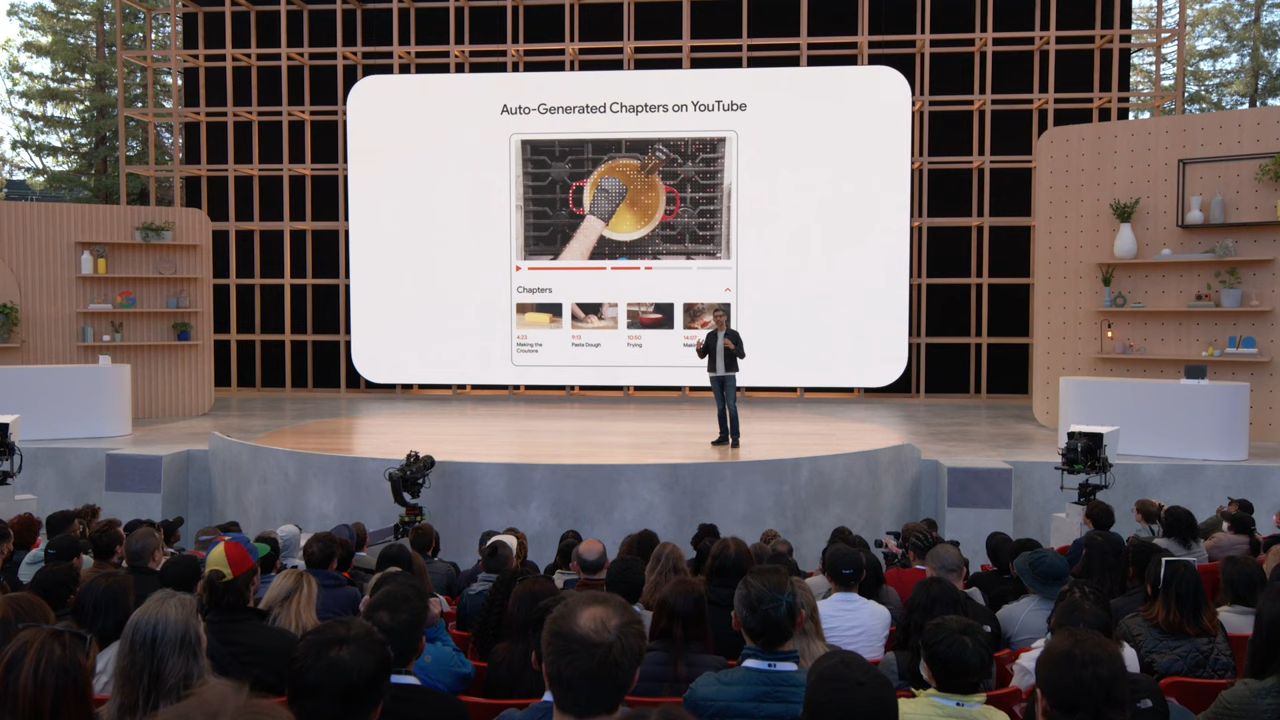 Auto-Generated Chapters on YouTube
Chapters
4:23
Making the
Croutons
9:13
Pasta Dough
10:50
Frying
14:07